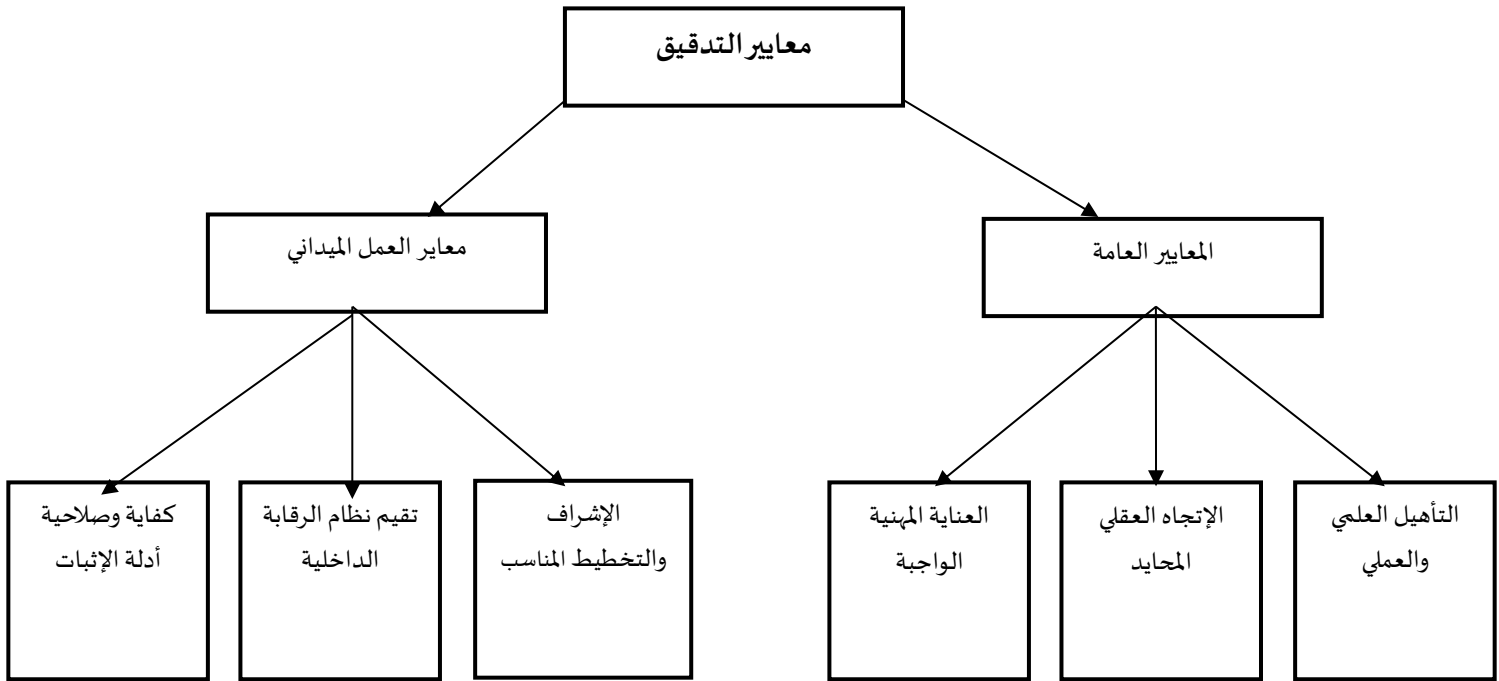 معايير التدقيق
المعايير العامة
معاير العمل الميداني
التأهيل العلمي
والعملي
الإتجاه العقلي
المحايد
العناية المهنية
الواجبة
الإشراف
والتخطيط المناسب
تقيم نظام الرقابة
الداخلية
كفاية وصلاحية
أدلة الإثبات